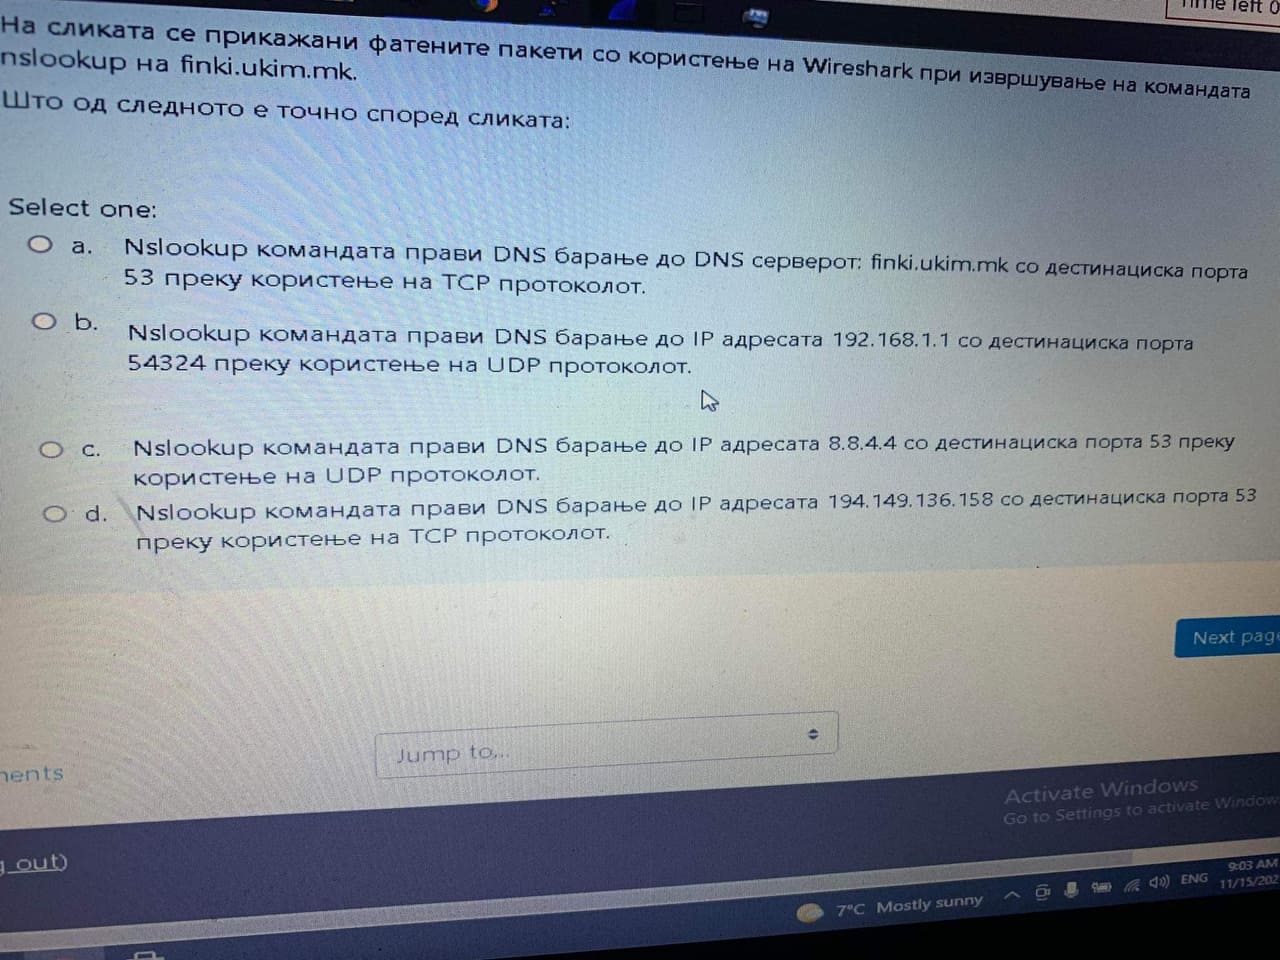 Time left 0
На сликата се прикажани фатените пакети со користење на Wireshark при извршување на командата
nslookup на finki.ukim.mk.
Што од следното е точно според сликата:
Select one:
a. Nslookup командата прави DNS барање до DNS серверот: finki.ukim.mk со дестинациска порта
53 преку користење на TCP протоколот.
b. Nslookup командата прави DNS барање до IP адресата 192.168.1.1 со дестинациска порта
54324 преку користење на UDP протоколот.
c. Nslookup командата прави DNS барање до IP адресата 8.8.4.4 со дестинациска порта 53 преку
користење на UDP протоколот.
d. Nslookup командата прави DNS барање до IP адресата 194.149.136.158 со дестинациска порта 53
преку користење на TCP протоколот.
Next pag
Jump to...
ments
Activate Windows
Go to Settings to activate Window
g out)
7°C Mostly sunny
ENG
9:03 AM
11/15/202